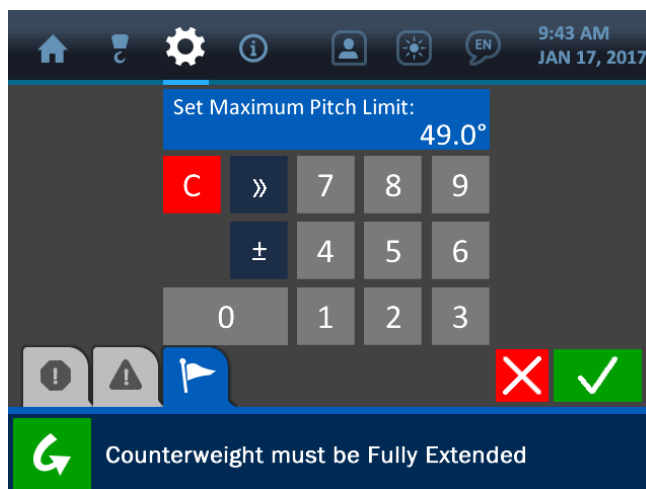 EN
9:43 AM
JAN 17, 2017
Set Maximum Pitch Limit:
49.0°
C » 7 8 9
± 4 5 6
0 1 2 3
Counterweight must be Fully Extended